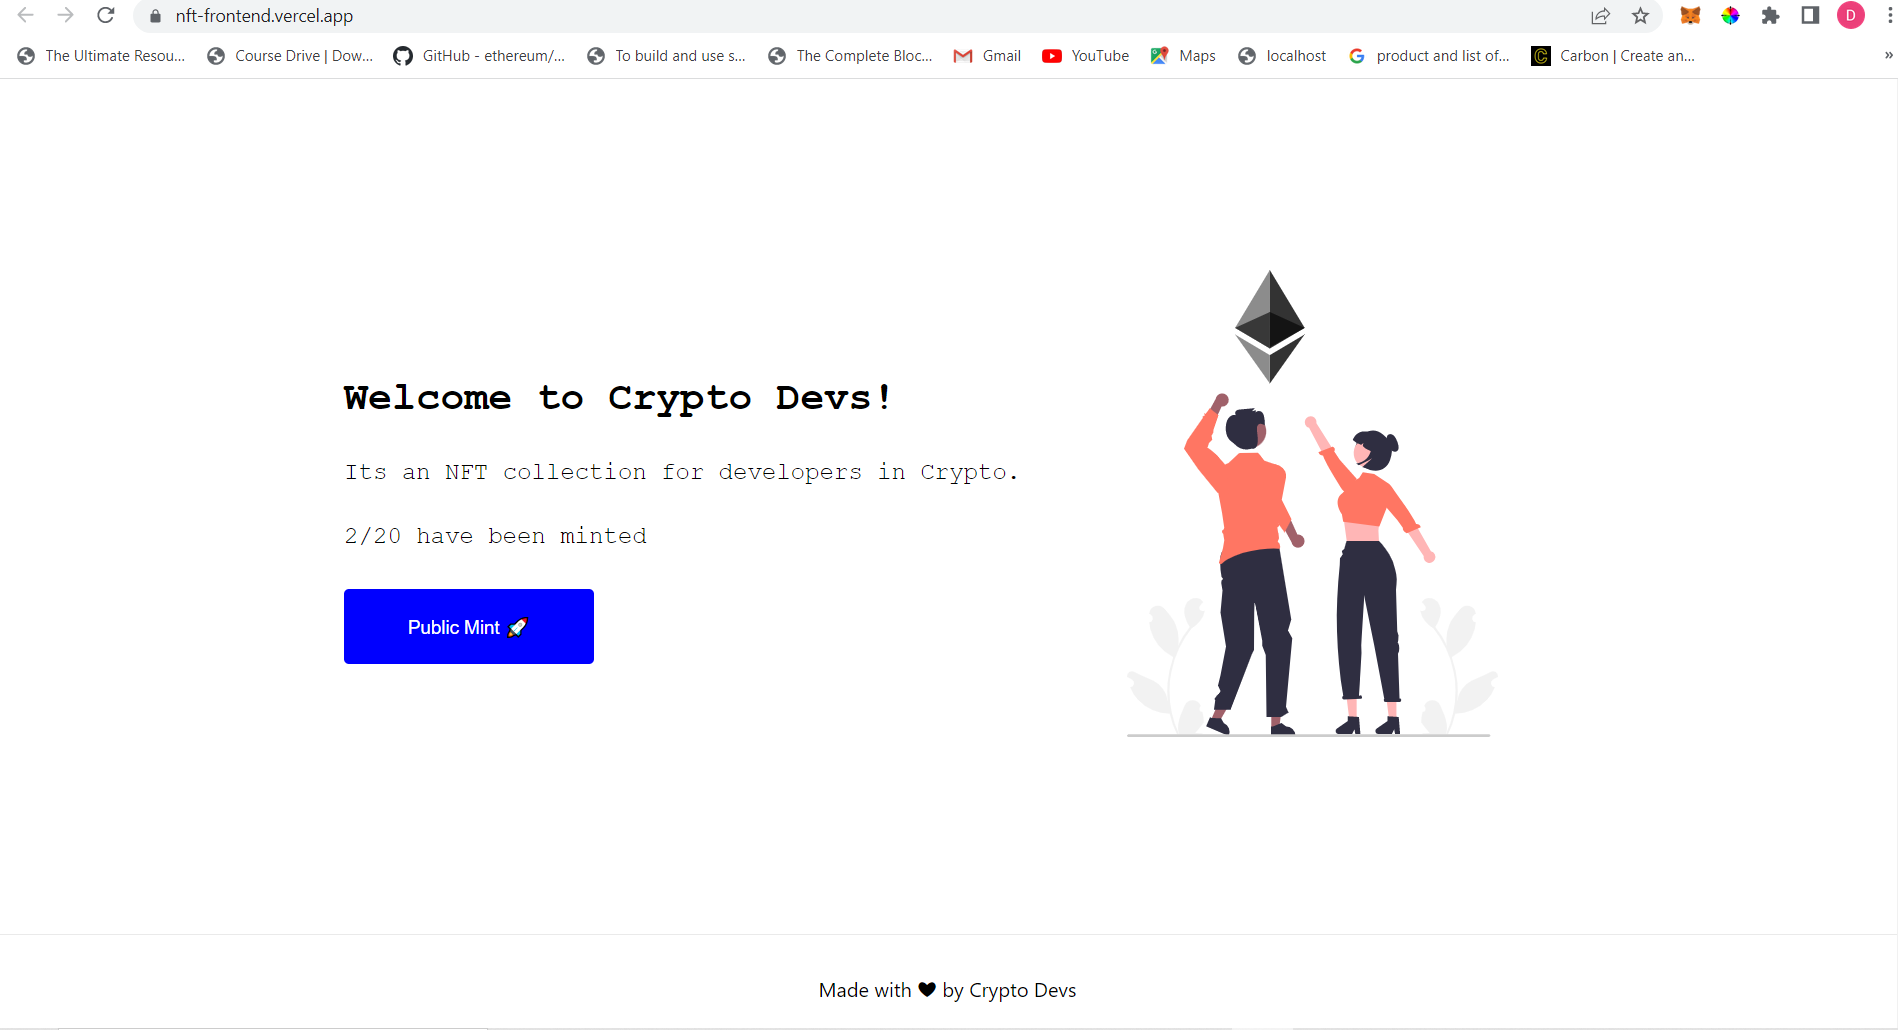 nft-frontend.vercel.app
D
The Ultimate Resou...
Course Drive | Dow...
GitHub - ethereum/...
To build and use s...
The Complete Bloc...
Gmail
YouTube
Maps
localhost
product and list of...
Carbon | Create an...
»
Welcome to Crypto Devs!
Its an NFT collection for developers in Crypto.
2/20 have been minted
Public Mint 🚀
Made with ❤ by Crypto Devs